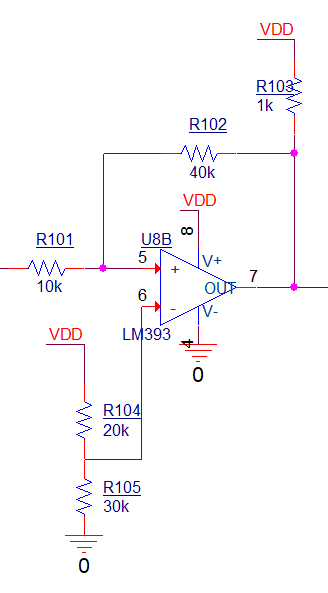 VDD
R103
1k
R102
40k
VDD
8
R101
10k
U8B
5
+
V+
7
OUT
6
-
V-
LM393
4
0
VDD
R104
20k
R105
30k
0